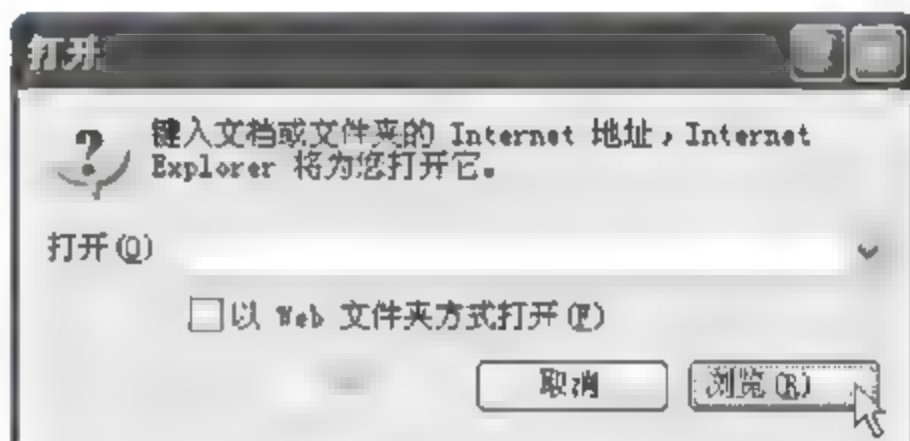 打开
键入文档或文件夹的 Internet 地址，Internet
Explorer 将为您打开它。
打开(O)
以 Web 文件夹方式打开(F)
取消 浏览(R)